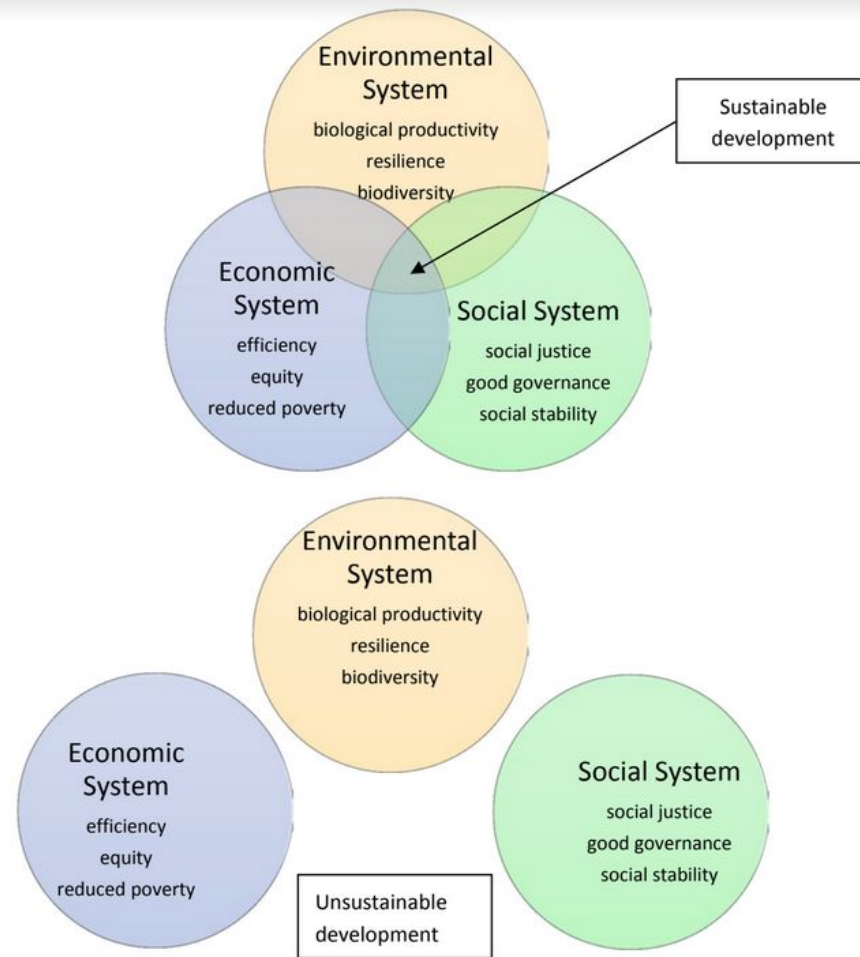 Environmental
System
biological productivity
resilience
biodiversity
Sustainable
development
Economic
System
efficiency
equity
reduced poverty
Social System
social justice
good governance
social stability
Environmental
System
biological productivity
resilience
biodiversity
Economic
System
efficiency
equity
reduced poverty
Social System
social justice
good governance
social stability
Unsustainable
development